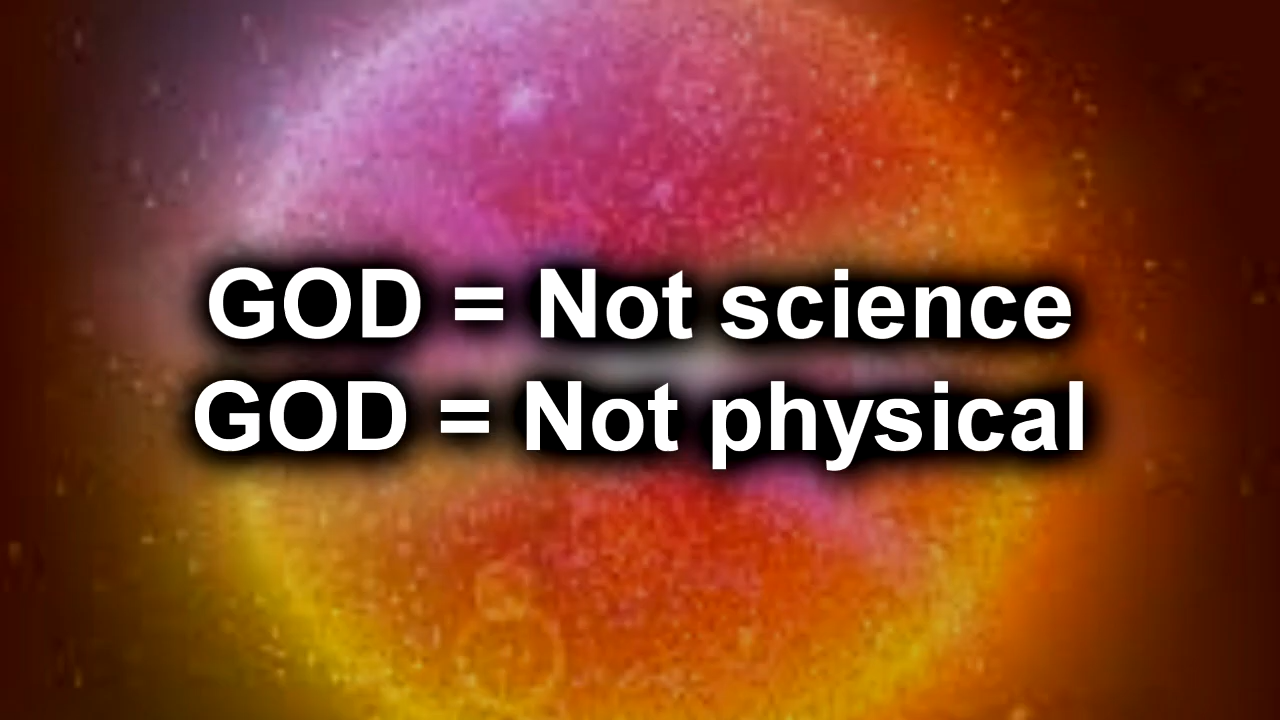 GOD = Not science
GOD = Not physical